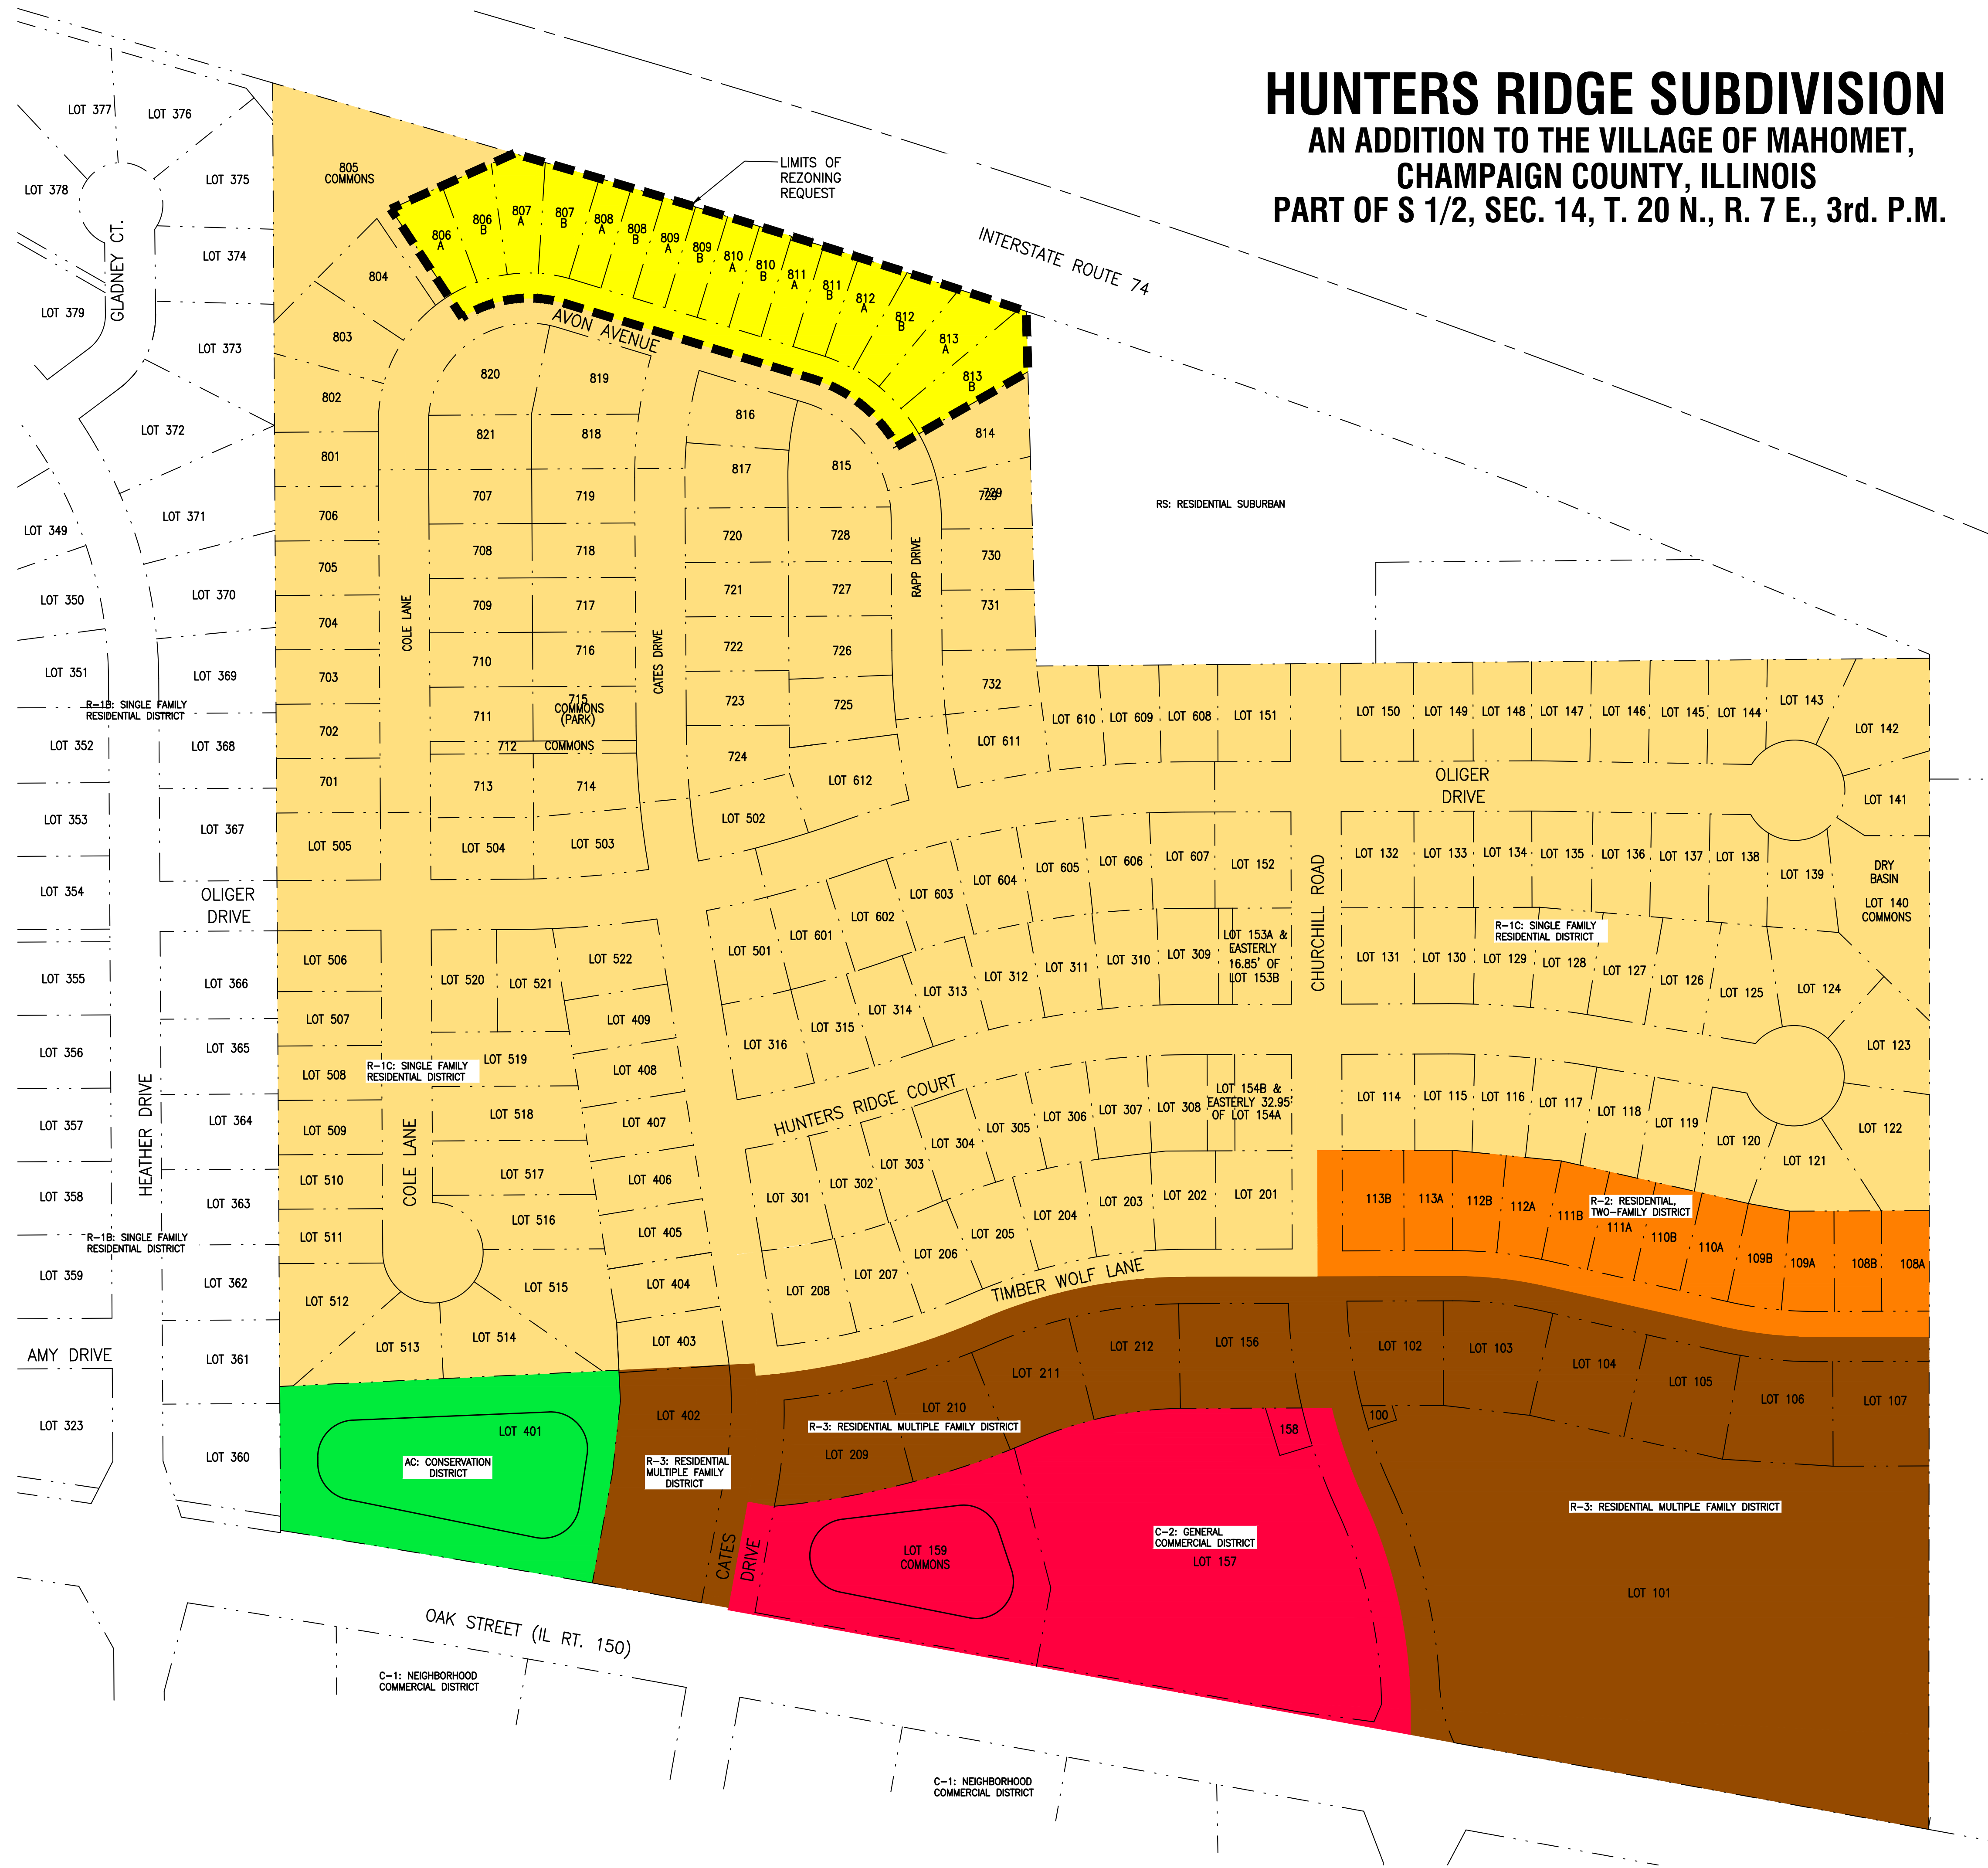 HUNTERS RIDGE SUBDIVISION
AN ADDITION TO THE VILLAGE OF MAHOMET,
CHAMPAIGN COUNTY, ILLINOIS
PART OF S 1/2, SEC. 14, T. 20 N., R. 7 E., 3rd. P.M.
LIMITS OF
REZONING
REQUEST
INTERSTATE ROUTE 74
LOT 377
LOT 376
LOT 378
LOT 375
LOT 374
LOT 379
LOT 373
LOT 372
LOT 371
GLADNEY CT.
805
COMMONS
804
803
802
801
806
A
806
B
807
A
807
B
808
A
808
B
809
A
809
B
810
A
810
B
811
A
811
B
812
A
812
B
813
A
813
B
814
AVON AVENUE
820
819
821
818
816
817
815
729
706
705
704
703
702
701
COLE LANE
707
708
709
710
711
712
COMMONS
713
719
718
717
716
715
COMMONS
(PARK)
714
CATES DRIVE
720
721
722
723
724
728
727
726
725
RAPP DRIVE
730
731
732
RS: RESIDENTIAL SUBURBAN
LOT 349
LOT 350
LOT 351
R-1B: SINGLE FAMILY
RESIDENTIAL DISTRICT
LOT 352
LOT 353
LOT 354
LOT 355
LOT 356
LOT 357
LOT 358
R-1B: SINGLE FAMILY
RESIDENTIAL DISTRICT
LOT 359
AMY DRIVE
LOT 323
HEATHER DRIVE
LOT 370
LOT 369
LOT 368
LOT 367
OLIGER
DRIVE
LOT 366
LOT 365
LOT 364
LOT 363
LOT 362
LOT 361
LOT 360
LOT 505
LOT 504
LOT 503
LOT 502
LOT 612
LOT 611
LOT 610
LOT 609
LOT 608
LOT 151
LOT 150
LOT 149
LOT 148
LOT 147
LOT 146
LOT 145
LOT 144
LOT 143
LOT 142
LOT 141
OLIGER
DRIVE
LOT 501
LOT 601
LOT 602
LOT 603
LOT 604
LOT 605
LOT 606
LOT 607
LOT 152
CHURCHILL ROAD
LOT 132
LOT 133
LOT 134
LOT 135
LOT 136
LOT 137
LOT 138
LOT 139
DRY
BASIN
LOT 140
COMMONS
R-1C: SINGLE FAMILY
RESIDENTIAL DISTRICT
LOT 506
LOT 507
LOT 508
LOT 509
LOT 510
LOT 511
LOT 512
LOT 513
LOT 514
LOT 515
LOT 516
LOT 517
LOT 518
LOT 519
LOT 520
LOT 521
LOT 522
R-1C: SINGLE FAMILY
RESIDENTIAL DISTRICT
COLE LANE
LOT 409
LOT 408
LOT 407
LOT 406
LOT 405
LOT 404
LOT 403
LOT 316
LOT 315
LOT 314
LOT 313
LOT 312
LOT 311
LOT 310
LOT 309
LOT 153A &
EASTERLY
16.85' OF
LOT 153B
LOT 131
LOT 130
LOT 129
LOT 128
LOT 127
LOT 126
LOT 125
LOT 124
LOT 123
LOT 122
HUNTERS RIDGE COURT
LOT 301
LOT 302
LOT 303
LOT 304
LOT 305
LOT 306
LOT 307
LOT 308
LOT 154B &
EASTERLY 32.95'
OF LOT 154A
LOT 114
LOT 115
LOT 116
LOT 117
LOT 118
LOT 119
LOT 120
LOT 121
LOT 208
LOT 207
LOT 206
LOT 205
LOT 204
LOT 203
LOT 202
LOT 201
TIMBER WOLF LANE
113B
113A
112B
112A
111B
111A
110B
110A
109B
109A
108B
108A
R-2: RESIDENTIAL,
TWO-FAMILY DISTRICT
LOT 401
AC: CONSERVATION
DISTRICT
LOT 402
R-3: RESIDENTIAL
MULTIPLE FAMILY
DISTRICT
CATES
DRIVE
LOT 209
LOT 210
LOT 211
LOT 212
LOT 156
R-3: RESIDENTIAL MULTIPLE FAMILY DISTRICT
158
100
LOT 102
LOT 103
LOT 104
LOT 105
LOT 106
LOT 107
R-3: RESIDENTIAL MULTIPLE FAMILY DISTRICT
LOT 101
LOT 159
COMMONS
C-2: GENERAL
COMMERCIAL DISTRICT
LOT 157
OAK STREET (IL RT. 150)
C-1: NEIGHBORHOOD
COMMERCIAL DISTRICT
C-1: NEIGHBORHOOD
COMMERCIAL DISTRICT